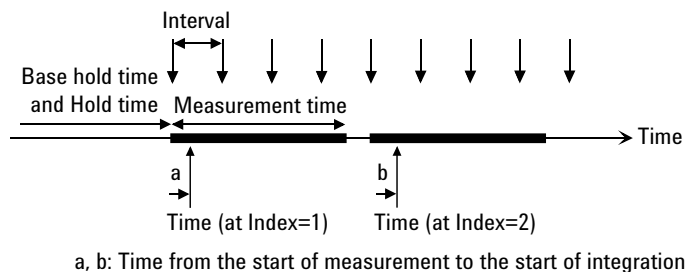 Interval
Base hold time
and Hold time
Measurement time
Time
a
b
Time (at Index=1)
Time (at Index=2)
a, b: Time from the start of measurement to the start of integration